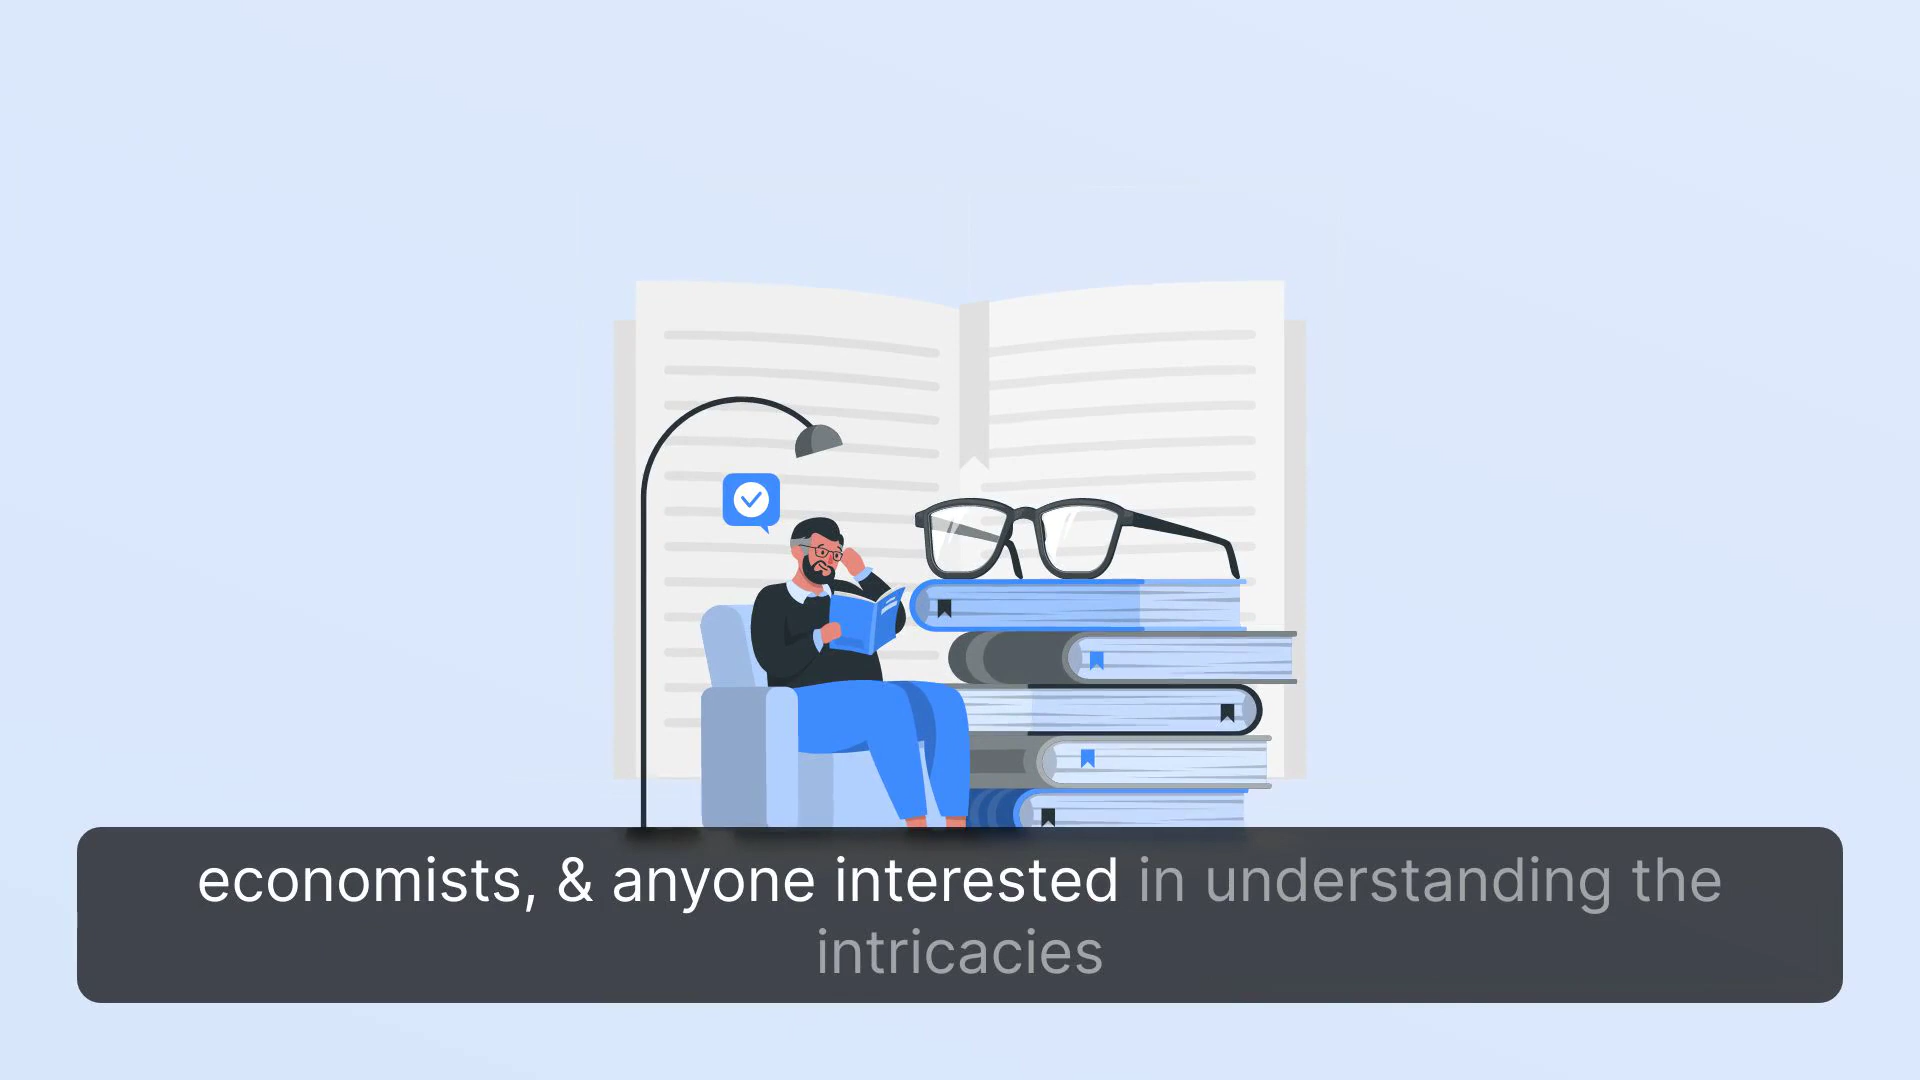 economists, & anyone interested in understanding the
intricacies